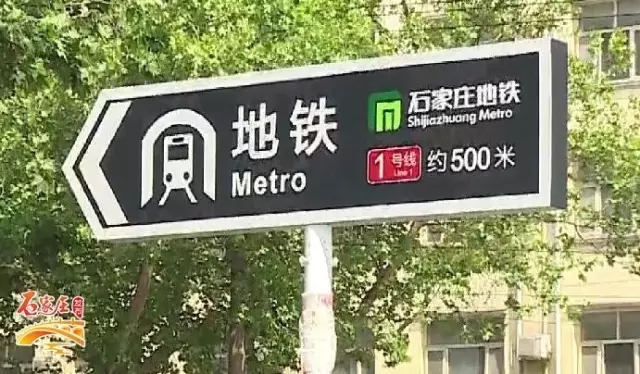 地铁
Metro
石家庄地铁
Shijiazhuang Metro
1号线
Line 1
约500米
石家庄